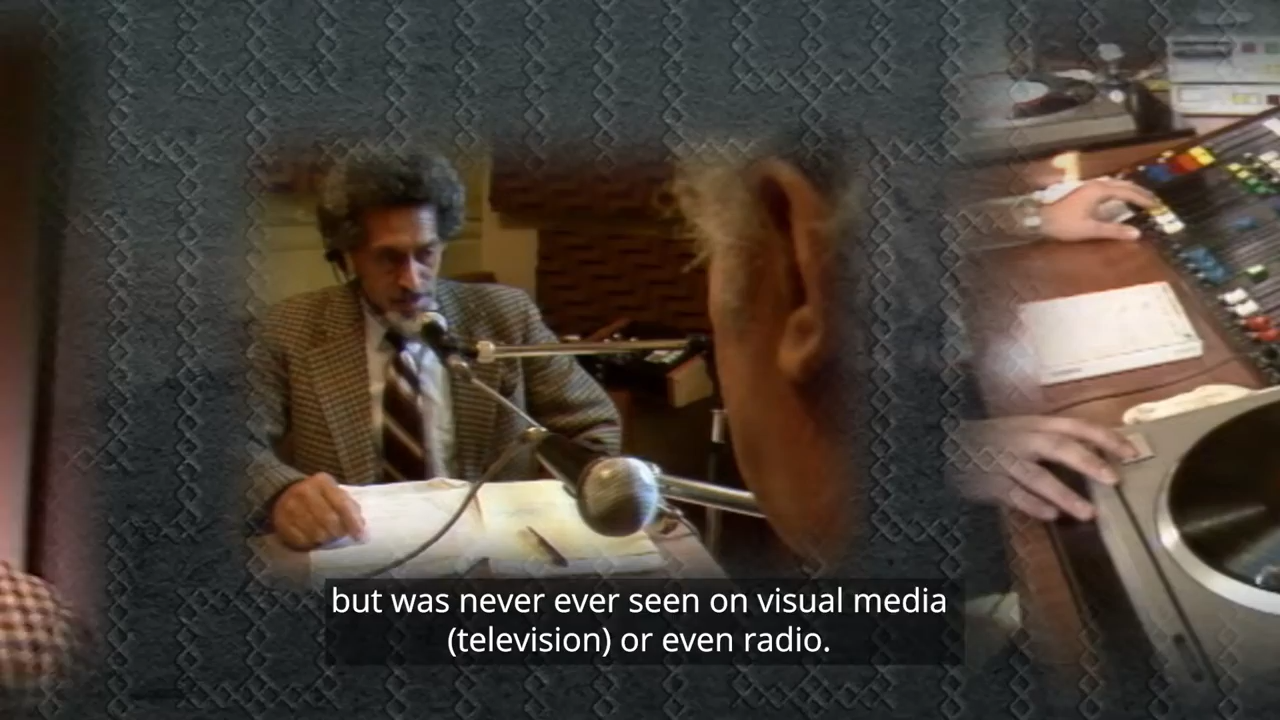 but was never ever seen on visual media
(television) or even radio.